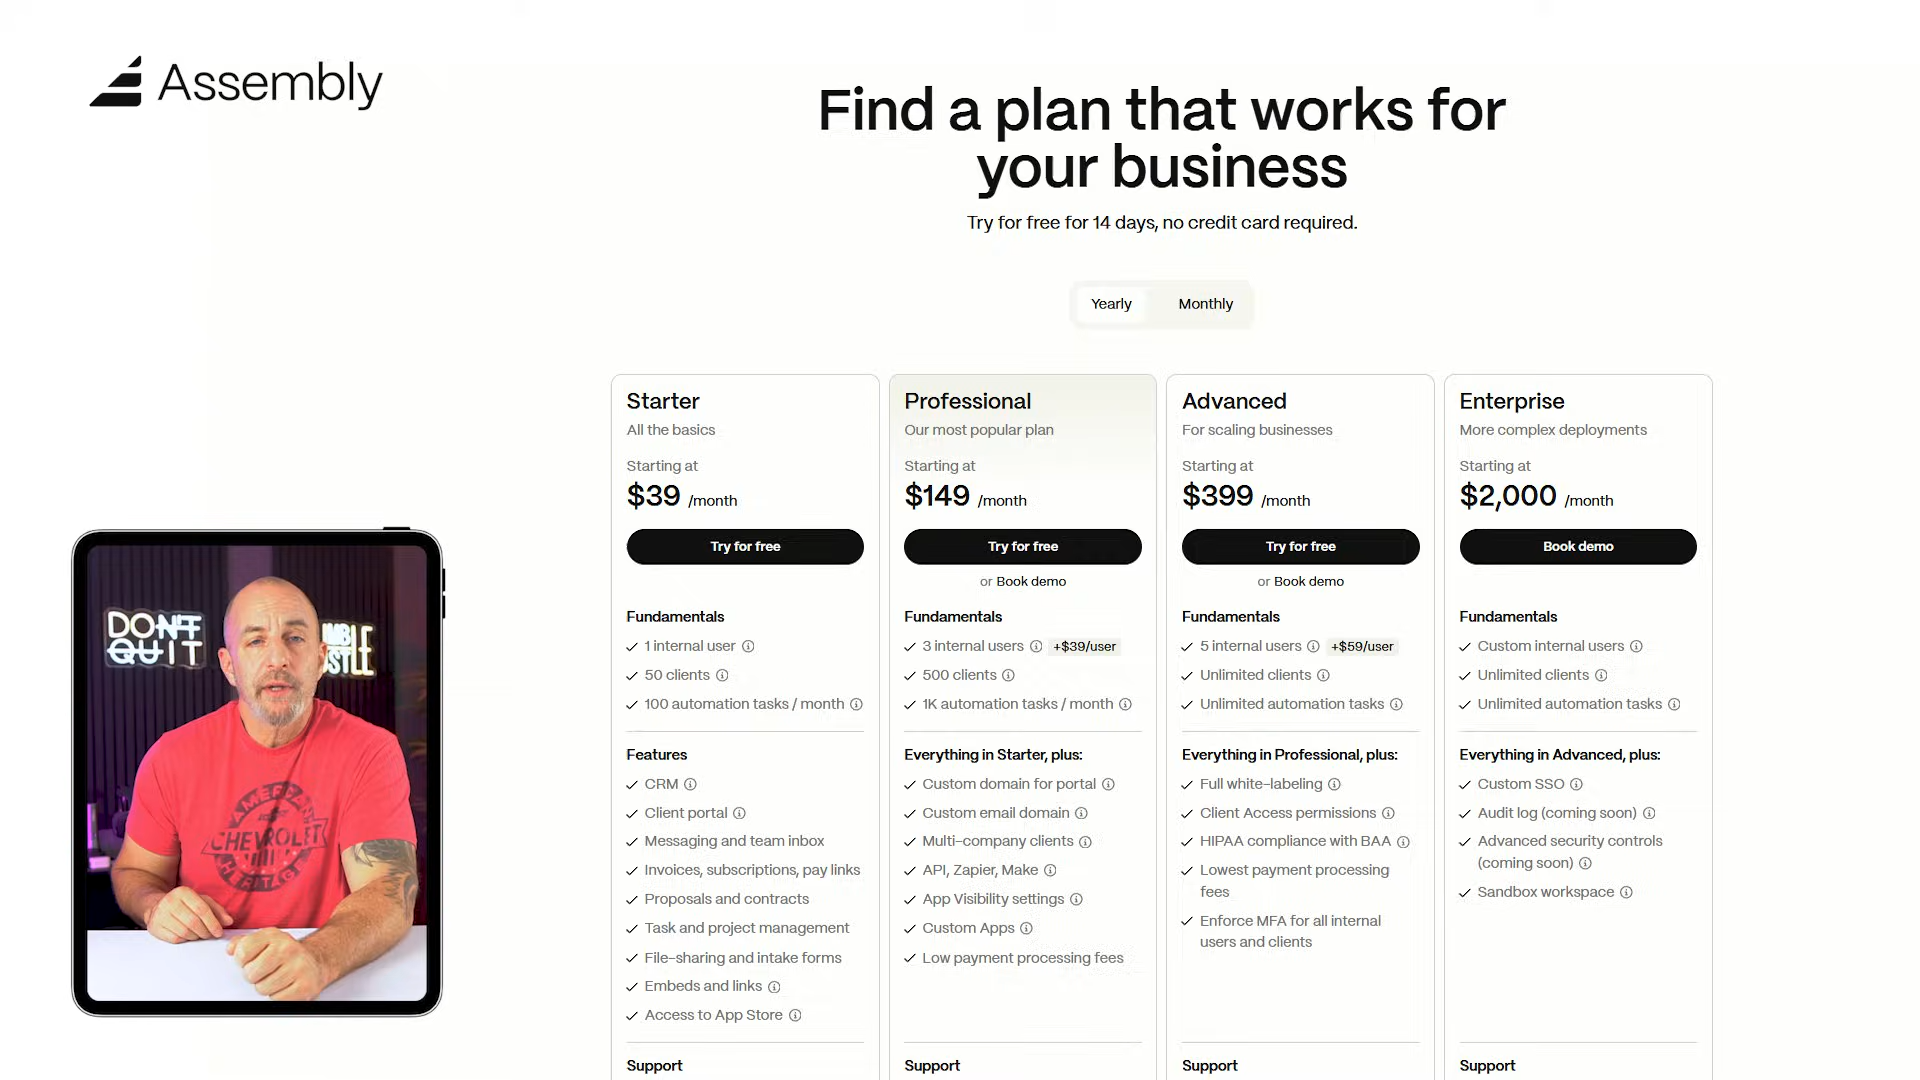 Assembly
Find a plan that works for
your business
Try for free for 14 days, no credit card required.
Yearly
Monthly
Starter
All the basics
Starting at
$39 /month
Try for free
Fundamentals
1 internal user
50 clients
100 automation tasks / month
Features
CRM
Client portal
Messaging and team inbox
Invoices, subscriptions, pay links
Proposals and contracts
Task and project management
File-sharing and intake forms
Embeds and links
Access to App Store
Support
Professional
Our most popular plan
Starting at
$149 /month
Try for free
or Book demo
Fundamentals
3 internal users +$39/user
500 clients
1K automation tasks / month
Everything in Starter, plus:
Custom domain for portal
Custom email domain
Multi-company clients
API, Zapier, Make
App Visibility settings
Custom Apps
Low payment processing fees
Support
Advanced
For scaling businesses
Starting at
$399 /month
Try for free
or Book demo
Fundamentals
5 internal users +$59/user
Unlimited clients
Unlimited automation tasks
Everything in Professional, plus:
Full white-labeling
Client Access permissions
HIPAA compliance with BAA
Lowest payment processing
fees
Enforce MFA for all internal
users and clients
Support
Enterprise
More complex deployments
Starting at
$2,000 /month
Book demo
Fundamentals
Custom internal users
Unlimited clients
Unlimited automation tasks
Everything in Advanced, plus:
Custom SSO
Audit log (coming soon)
Advanced security controls
(coming soon)
Sandbox workspace
Support
DON'T
QUIT
CHEVROLET